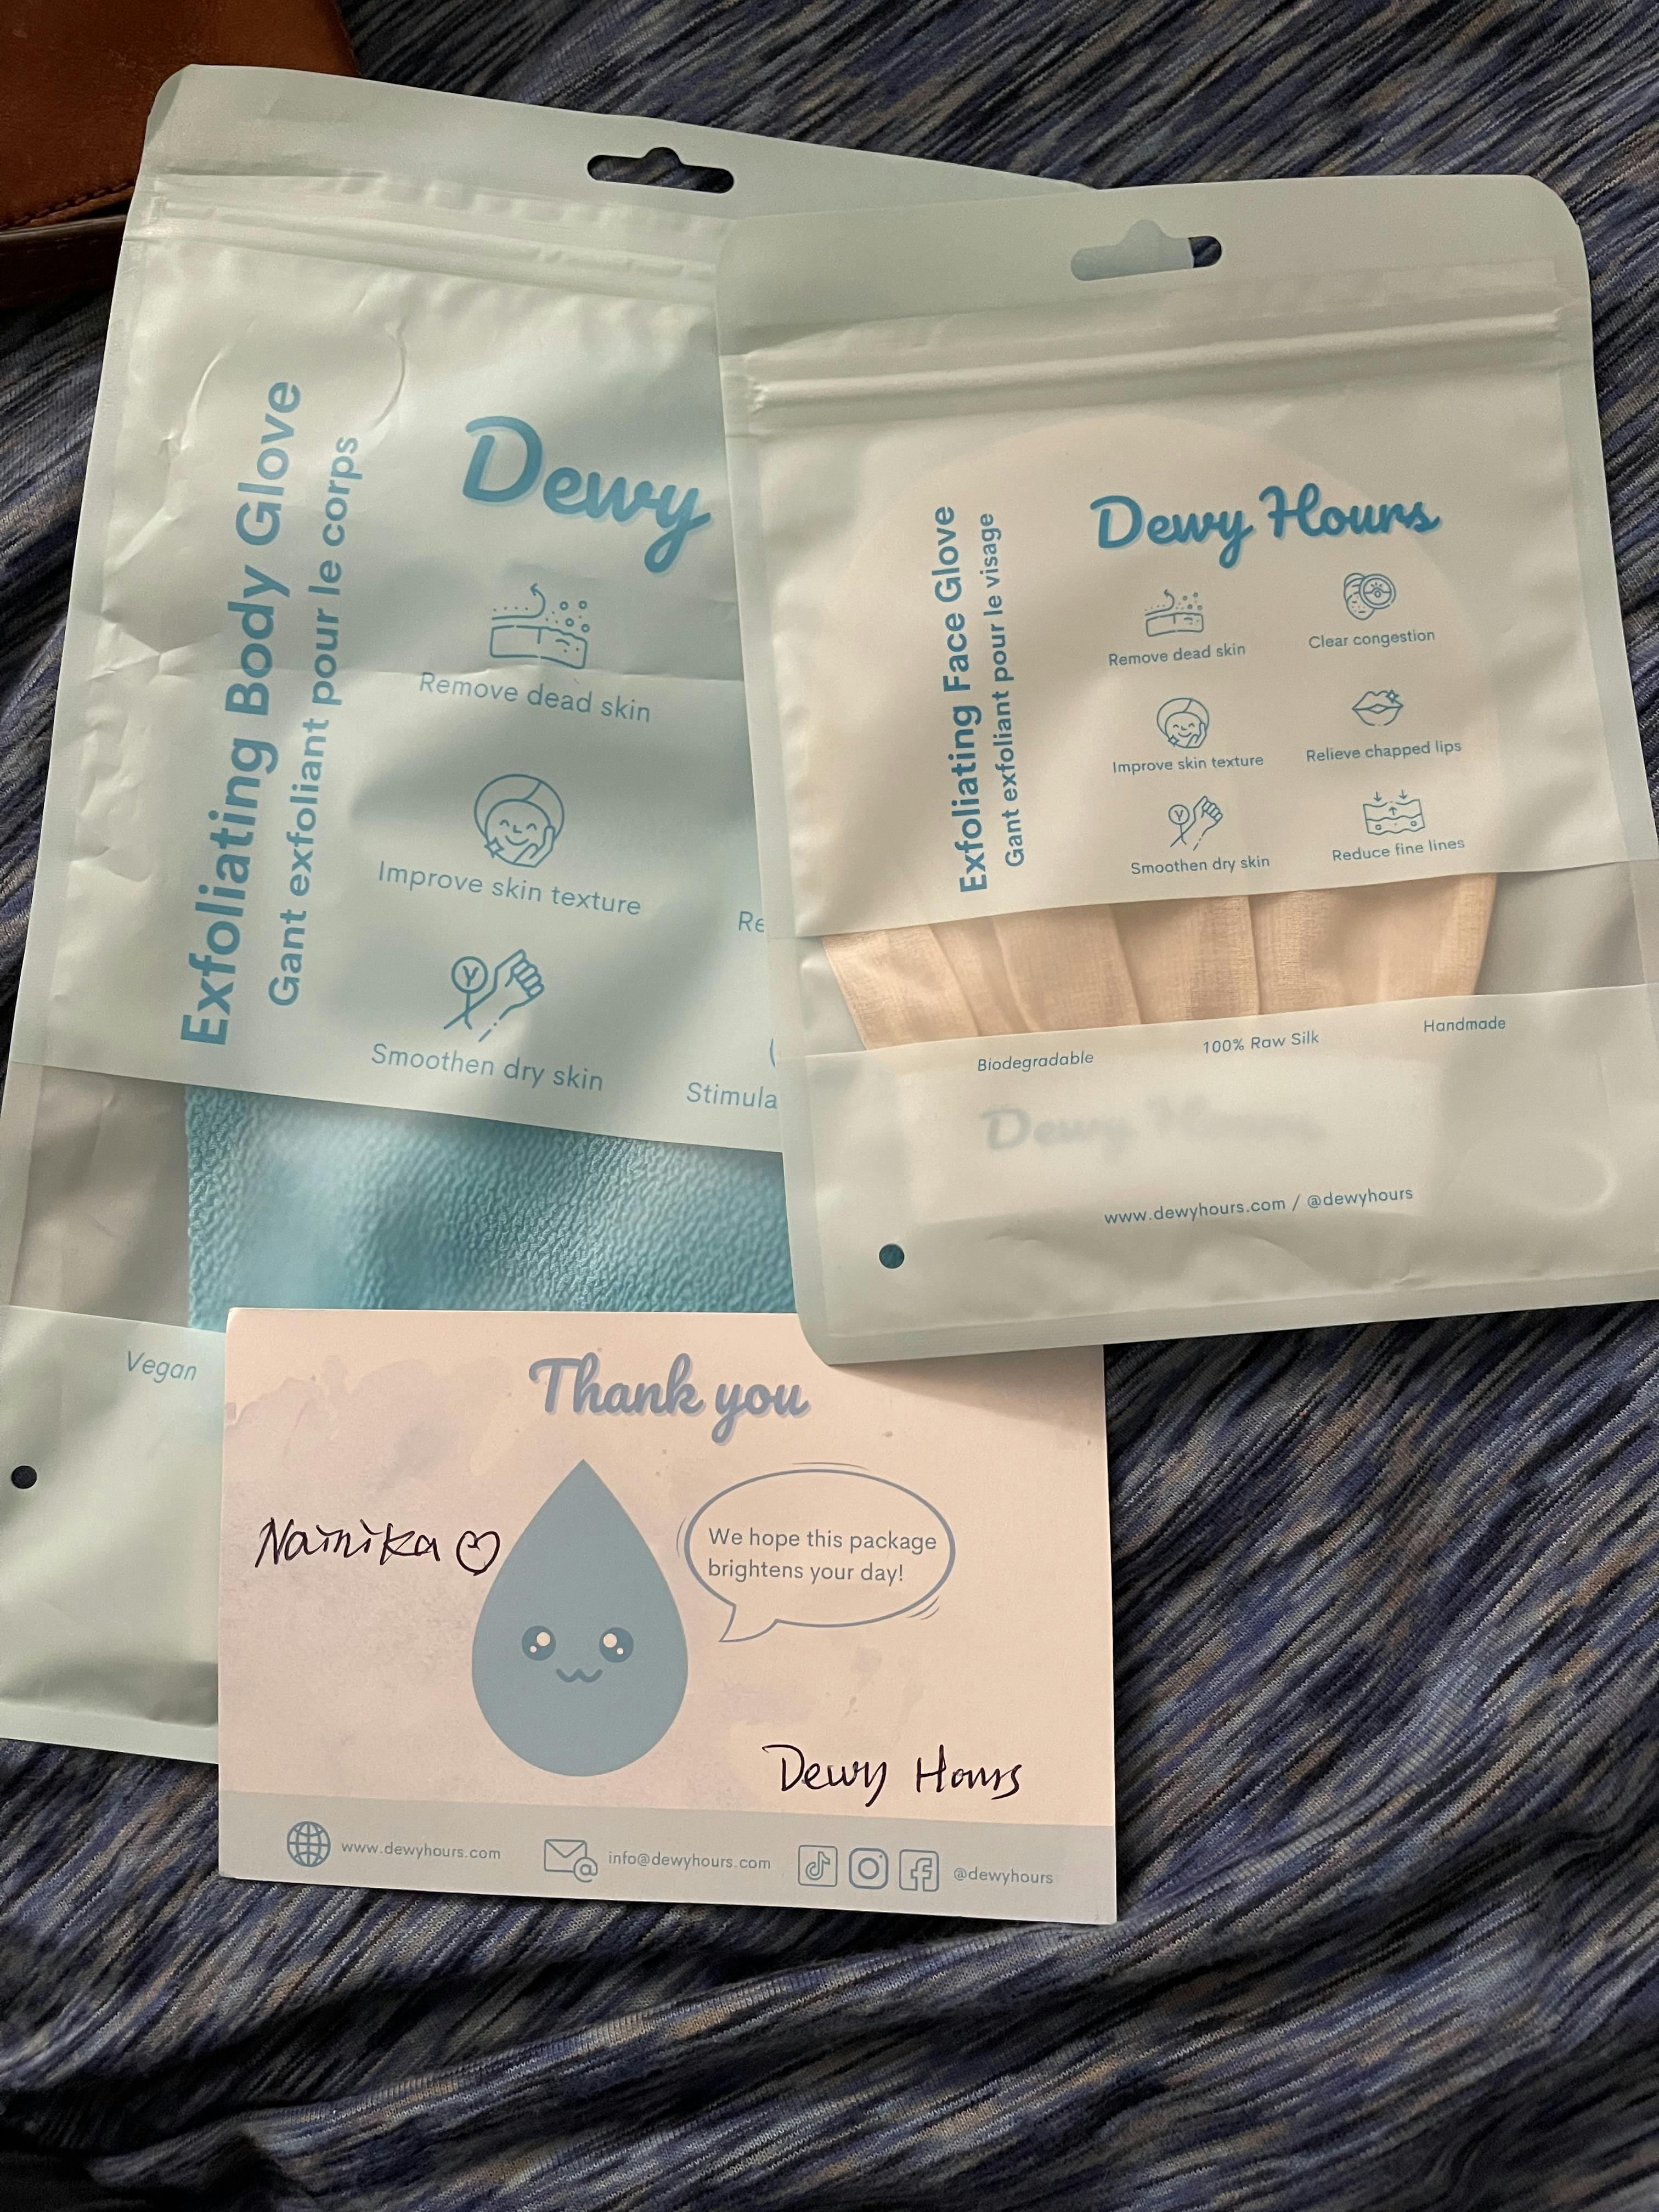 Exfoliating Body Glove
Gant exfoliant pour le corps
Dewy
Remove dead skin
Improve skin texture
Smoothen dry skin
Vegan
Exfoliating Face Glove
Gant exfoliant pour le visage
Dewy Hours
Remove dead skin
Clear congestion
Improve skin texture
Relieve chapped lips
Smoothen dry skin
Reduce fine lines
Biodegradable
100% Raw Silk
Handmade
Dewy Hours
www.dewyhours.com / @dewyhours
Thank you
Nainika
We hope this package
brightens your day!
Dewy Hours
www.dewyhours.com
info@dewyhours.com
@dewyhours